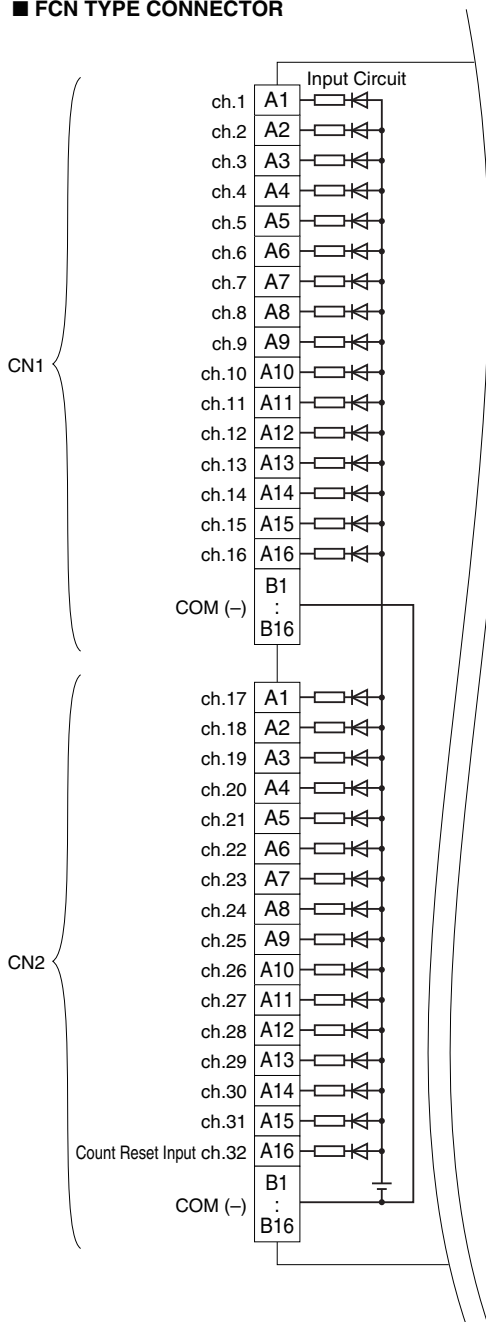 ■ FCN TYPE CONNECTOR
Input Circuit
ch.1 A1
ch.2 A2
ch.3 A3
ch.4 A4
ch.5 A5
ch.6 A6
ch.7 A7
ch.8 A8
ch.9 A9
CN1
ch.10 A10
ch.11 A11
ch.12 A12
ch.13 A13
ch.14 A14
ch.15 A15
ch.16 A16
B1
COM (–) :
B16
ch.17 A1
ch.18 A2
ch.19 A3
ch.20 A4
ch.21 A5
ch.22 A6
ch.23 A7
ch.24 A8
ch.25 A9
CN2
ch.26 A10
ch.27 A11
ch.28 A12
ch.29 A13
ch.30 A14
ch.31 A15
Count Reset Input ch.32 A16
B1
COM (–) :
B16